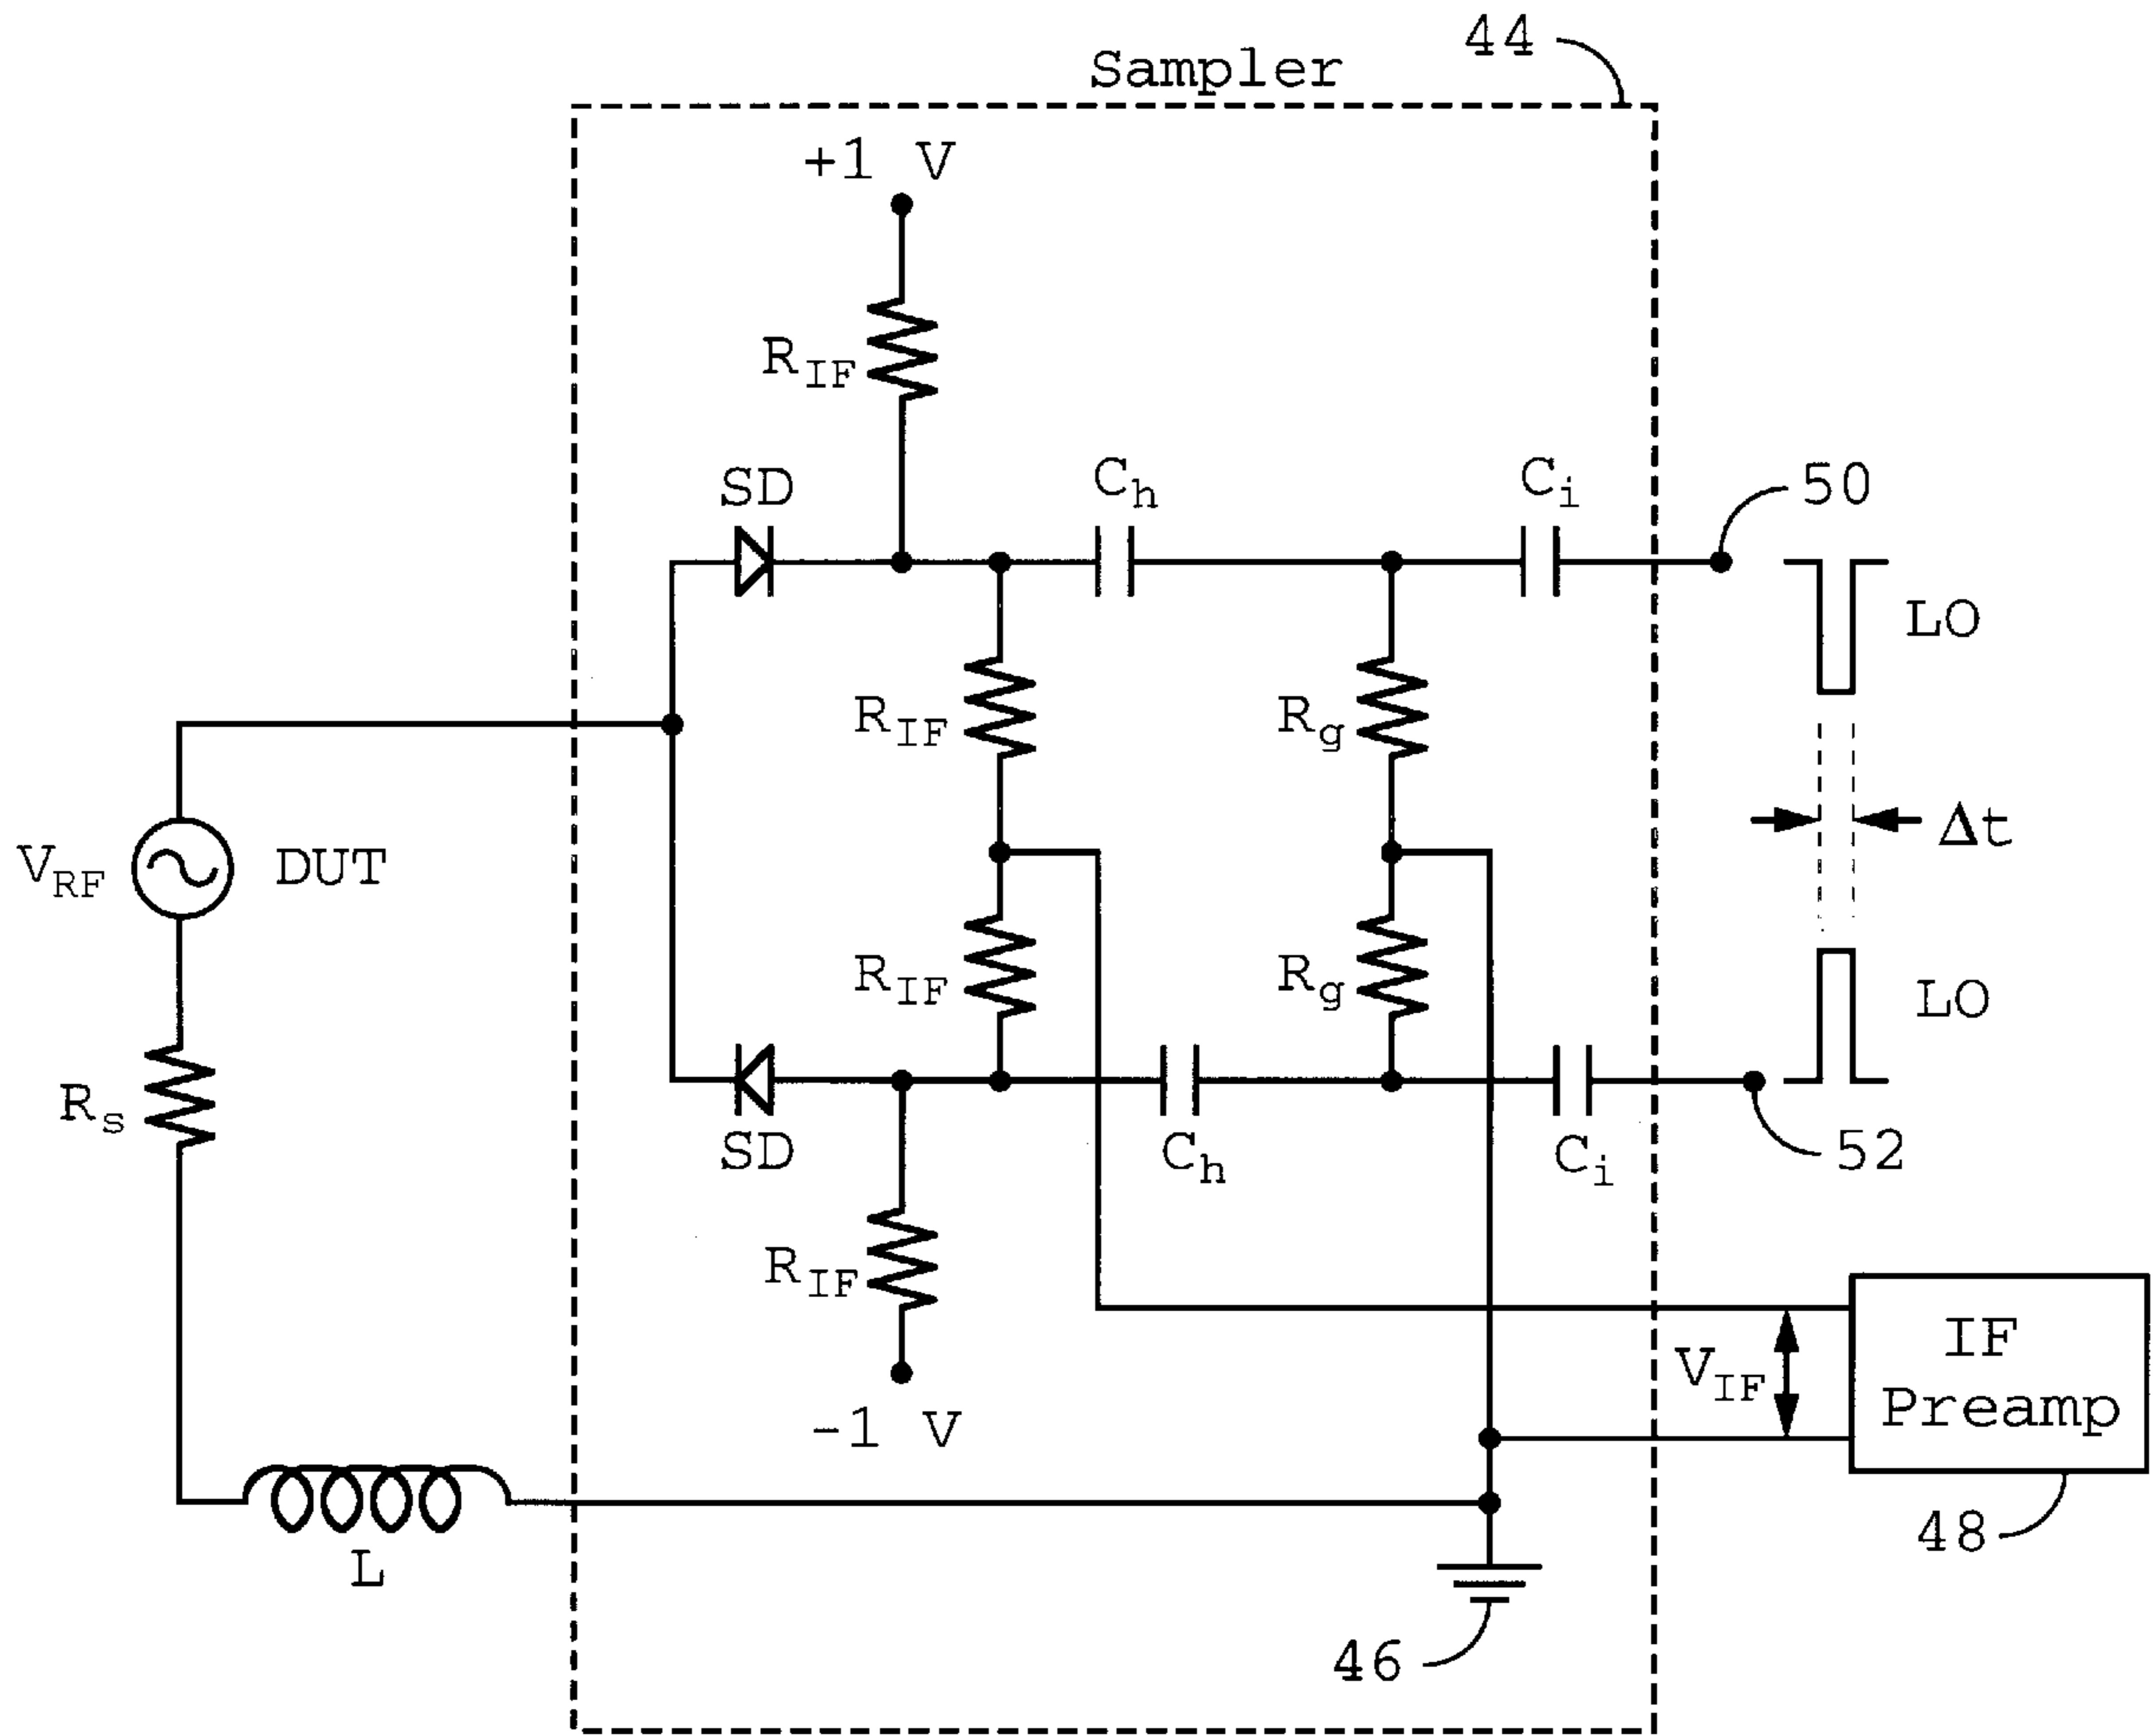 44
Sampler
+1 V
R_IF
SD
C_h
C_i
50
LO
R_IF
R_g
Δt
V_RF
DUT
R_IF
R_g
LO
R_s
SD
C_h
C_i
52
R_IF
-1 V
V_IF
IF
Preamp
48
L
46